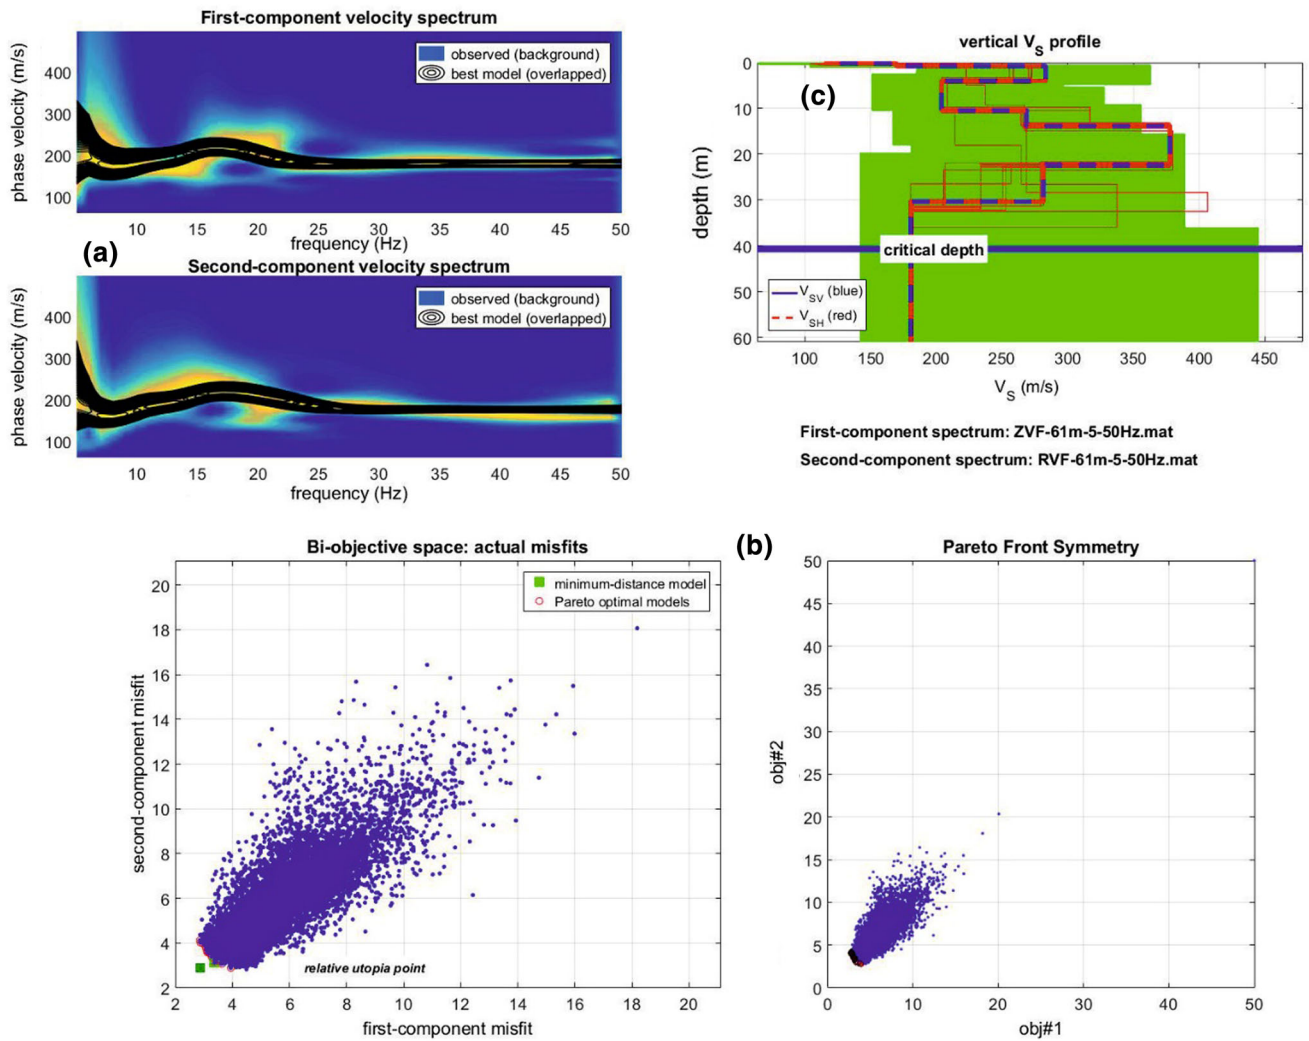 First-component velocity spectrum
phase velocity (m/s)
400
300
200
100
observed (background)
best model (overlapped)
10 15 20 25 30 35 40 45 50
frequency (Hz)
(a)
Second-component velocity spectrum
phase velocity (m/s)
400
300
200
100
observed (background)
best model (overlapped)
10 15 20 25 30 35 40 45 50
frequency (Hz)
vertical VS profile
(c)
depth (m)
0
10
20
30
40
50
60
critical depth
VSV (blue)
VSH (red)
100 150 200 250 300 350 400 450
VS (m/s)
First-component spectrum: ZVF-61m-5-50Hz.mat
Second-component spectrum: RVF-61m-5-50Hz.mat
Bi-objective space: actual misfits
second-component misfit
20
18
16
14
12
10
8
6
4
2
minimum-distance model
Pareto optimal models
relative utopia point
2 4 6 8 10 12 14 16 18 20
first-component misfit
(b)
Pareto Front Symmetry
obj#2
50
45
40
35
30
25
20
15
10
5
0
0 10 20 30 40 50
obj#1